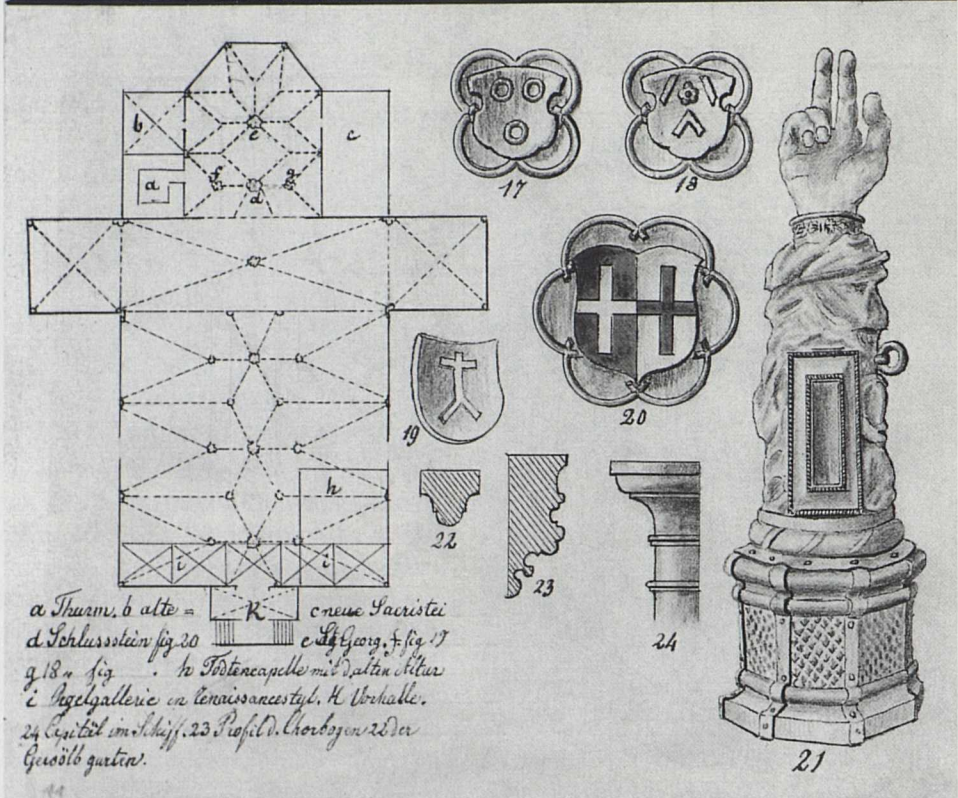 b
c
e
a
f
g
d
17
18
20
19
h
22
23
24
i
i
K
21
a Thurm. b alte = c neue Sacristei
d Schlussstein fig 20 e Georg. f fig 17
g 18 " fig . h Todtencapelle mit d. alten Altar
i Orgelgallerie in Renaissancestyl. K Vorhalle.
24 Capitäl im Schiff. 23 Profil d. Chorbogen 22 der
Gewölb gurten.